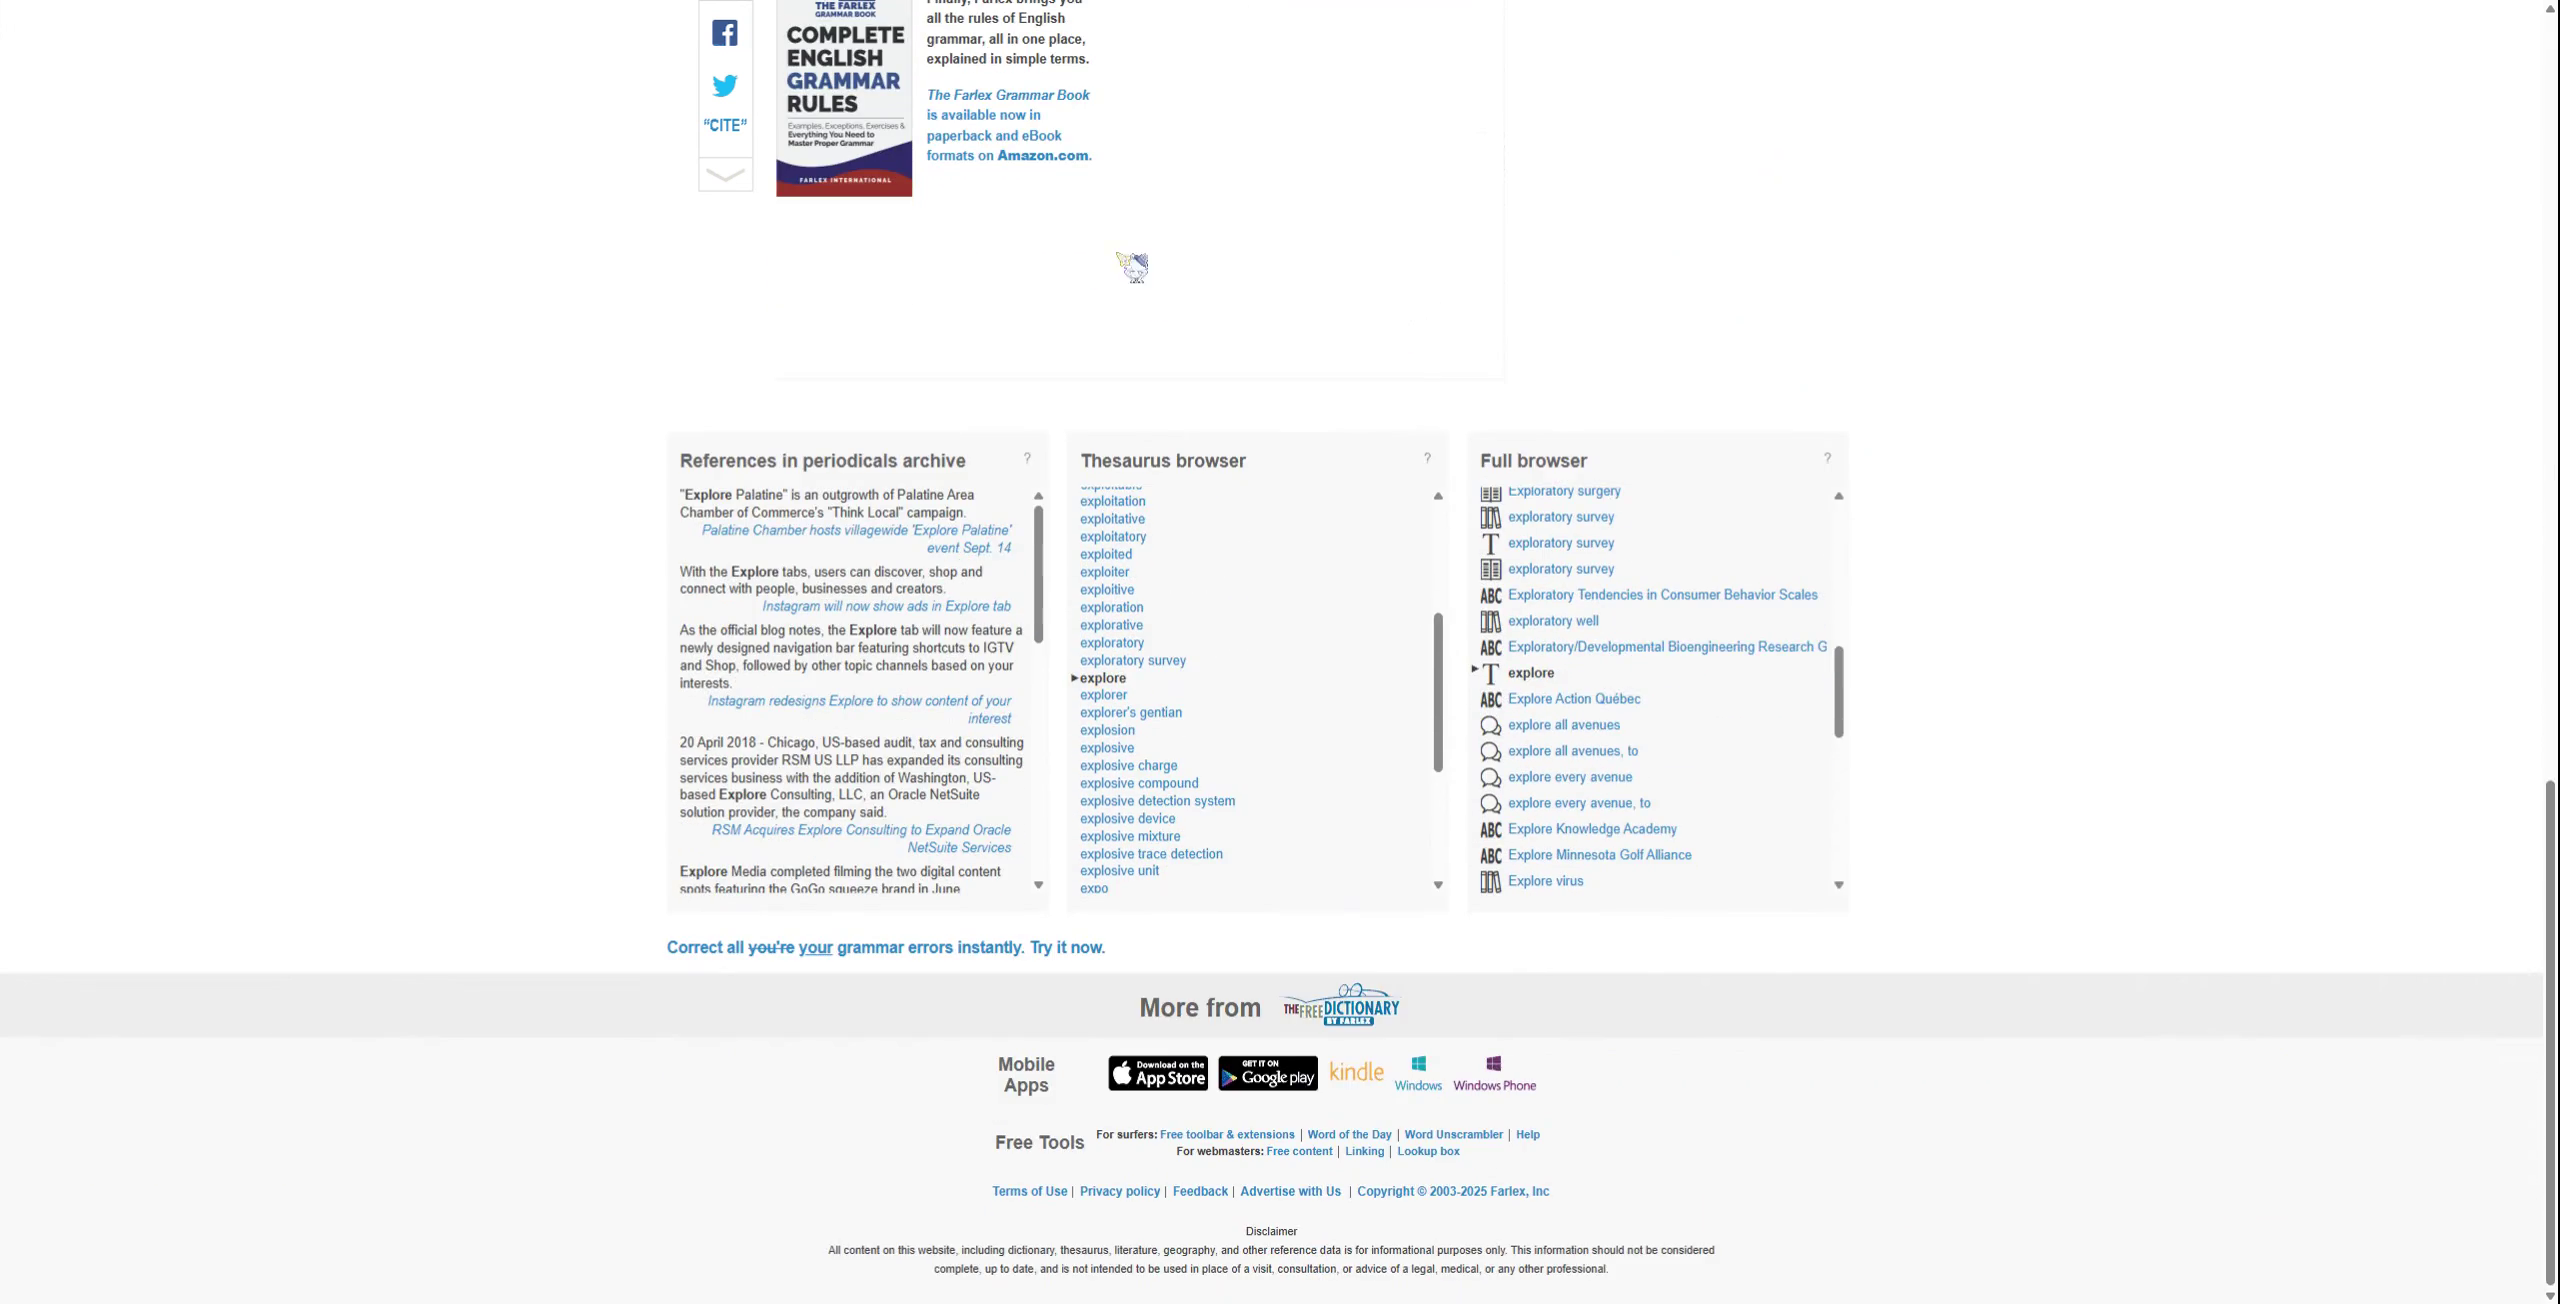 Finally, Farlex brings you
all the rules of English
grammar, all in one place,
explained in simple terms.
The Farlex Grammar Book
is available now in
paperback and eBook
formats on Amazon.com.
"CITE"
THE FARLEX
GRAMMAR BOOK
COMPLETE
ENGLISH
GRAMMAR
RULES
Examples, Exceptions, Exercises &
Everything You Need to
Master Proper Grammar
FARLEX INTERNATIONAL
References in periodicals archive ?
"Explore Palatine" is an outgrowth of Palatine Area
Chamber of Commerce's "Think Local" campaign.
Palatine Chamber hosts villagewide 'Explore Palatine'
event Sept. 14
With the Explore tabs, users can discover, shop and
connect with people, businesses and creators.
Instagram will now show ads in Explore tab
As the official blog notes, the Explore tab will now feature a
newly designed navigation bar featuring shortcuts to IGTV
and Shop, followed by other topic channels based on your
interests.
Instagram redesigns Explore to show content of your
interest
20 April 2018 - Chicago, US-based audit, tax and consulting
services provider RSM US LLP has expanded its consulting
services business with the addition of Washington, US-
based Explore Consulting, LLC, an Oracle NetSuite
solution provider, the company said.
RSM Acquires Explore Consulting to Expand Oracle
NetSuite Services
Explore Media completed filming the two digital content
spots featuring the GoGo squeeze brand in June
Thesaurus browser ?
exploitable
exploitation
exploitative
exploitatory
exploited
exploiter
exploitive
exploration
explorative
exploratory
exploratory survey
explore
explorer
explorer's gentian
explosion
explosive
explosive charge
explosive compound
explosive detection system
explosive device
explosive mixture
explosive trace detection
explosive unit
expo
Full browser ?
Exploratory surgery
exploratory survey
T exploratory survey
exploratory survey
ABC Exploratory Tendencies in Consumer Behavior Scales
exploratory well
ABC Exploratory/Developmental Bioengineering Research G
T explore
ABC Explore Action Québec
explore all avenues
explore all avenues, to
explore every avenue
explore every avenue, to
ABC Explore Knowledge Academy
ABC Explore Minnesota Golf Alliance
Explore virus
Correct all you're your grammar errors instantly. Try it now.
More from THE FREE DICTIONARY
BY FARLEX
Mobile
Apps
Download on the
App Store
GET IT ON
Google play
kindle
Windows
Windows Phone
Free Tools
For surfers: Free toolbar & extensions | Word of the Day | Word Unscrambler | Help
For webmasters: Free content | Linking | Lookup box
Terms of Use | Privacy policy | Feedback | Advertise with Us | Copyright © 2003-2025 Farlex, Inc
Disclaimer
All content on this website, including dictionary, thesaurus, literature, geography, and other reference data is for informational purposes only. This information should not be considered
complete, up to date, and is not intended to be used in place of a visit, consultation, or advice of a legal, medical, or any other professional.